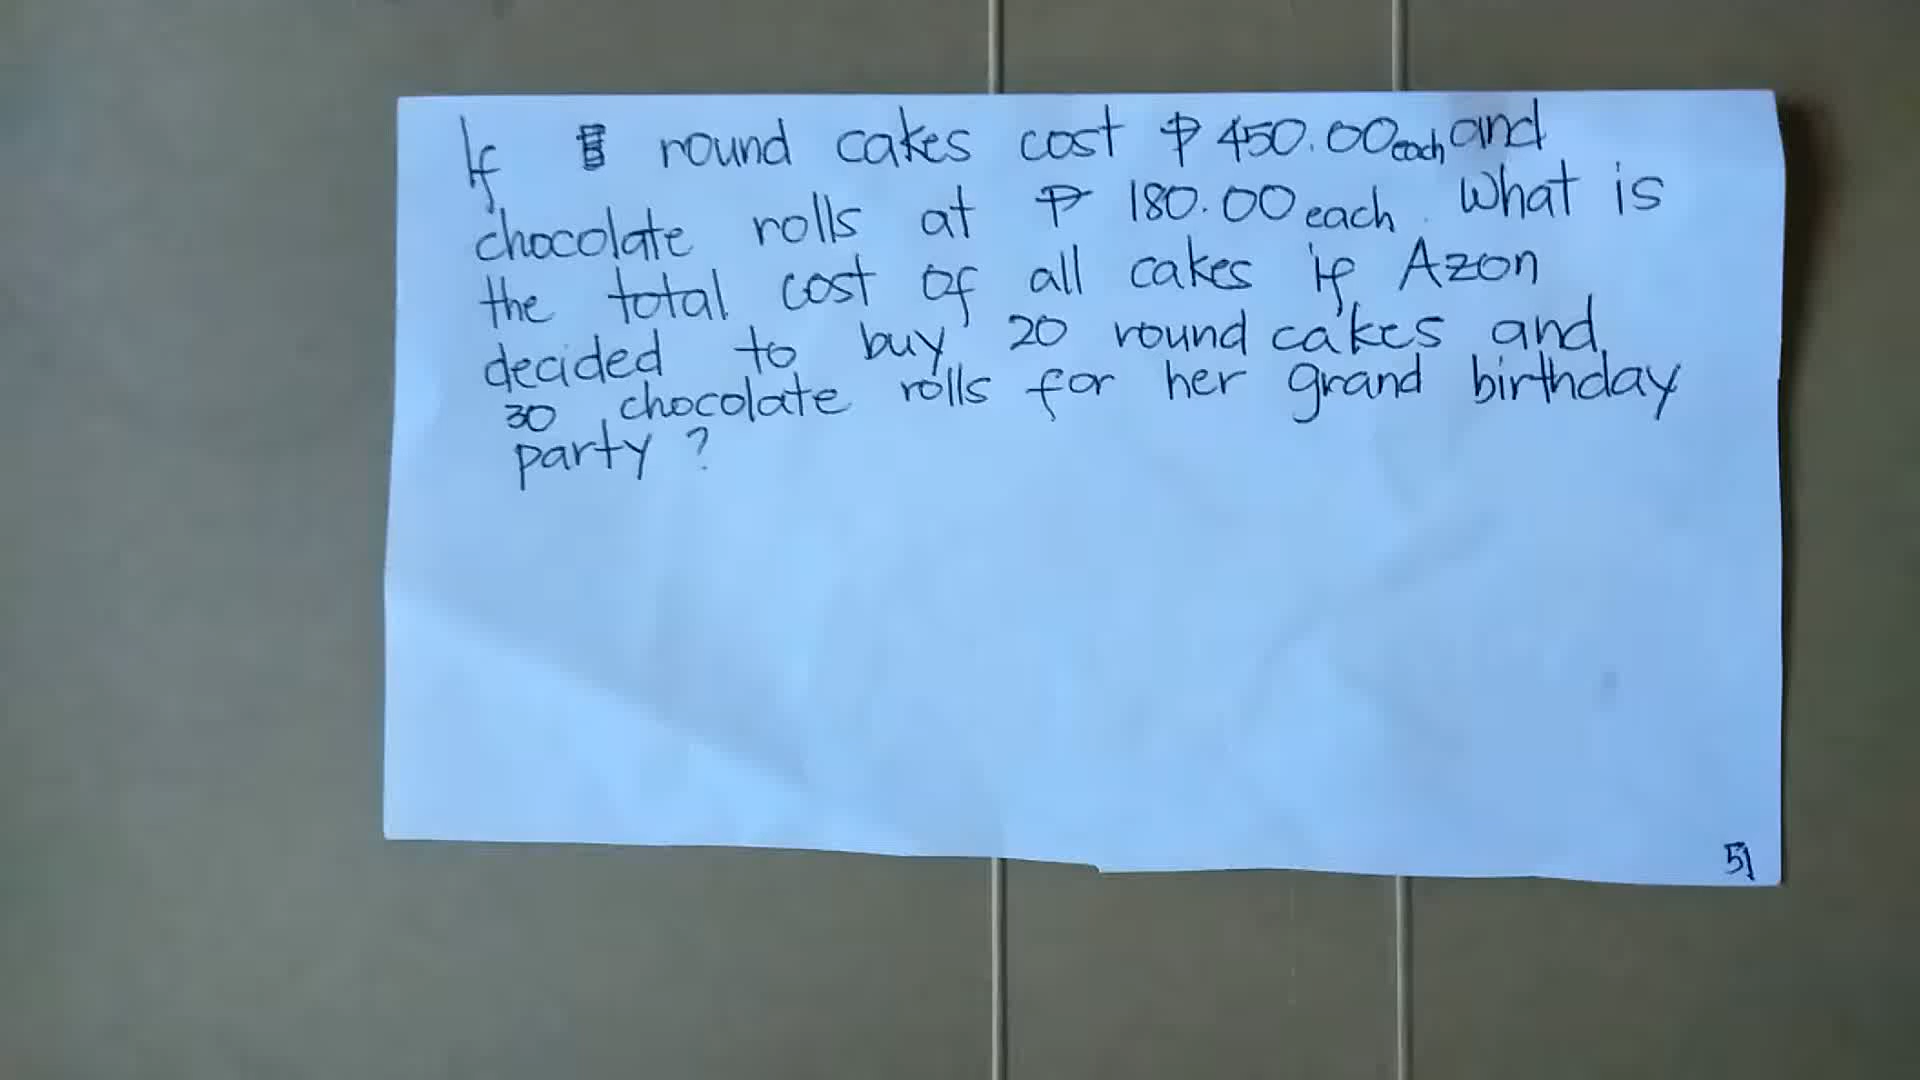 If round cakes cost ₱450.00 each and
chocolate rolls at ₱ 180.00 each. What is
the total cost of all cakes if Azon
decided to buy 20 round cakes and
30 chocolate rolls for her grand birthday
party?
51